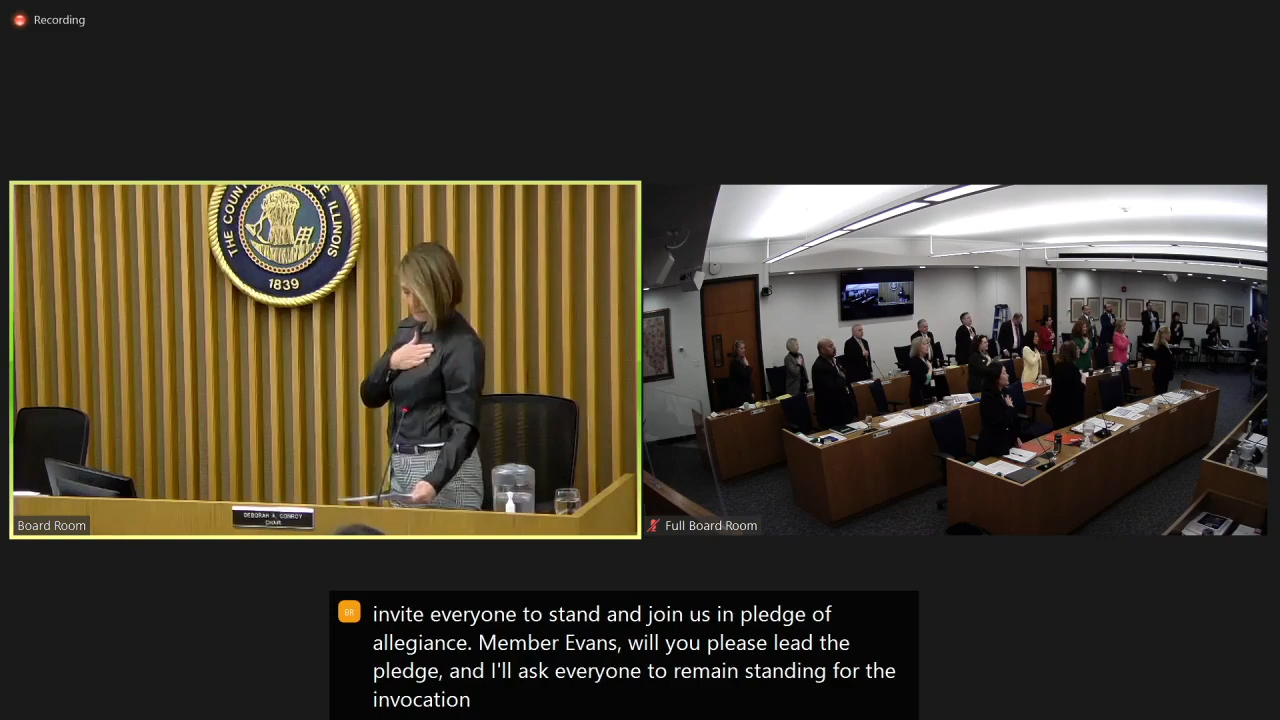 Recording
THE COUN
E ILLINOIS
1839
DEBORAH A. CONROY
CHAIR
Board Room
Full Board Room
BR
invite everyone to stand and join us in pledge of
allegiance. Member Evans, will you please lead the
pledge, and I'll ask everyone to remain standing for the
invocation